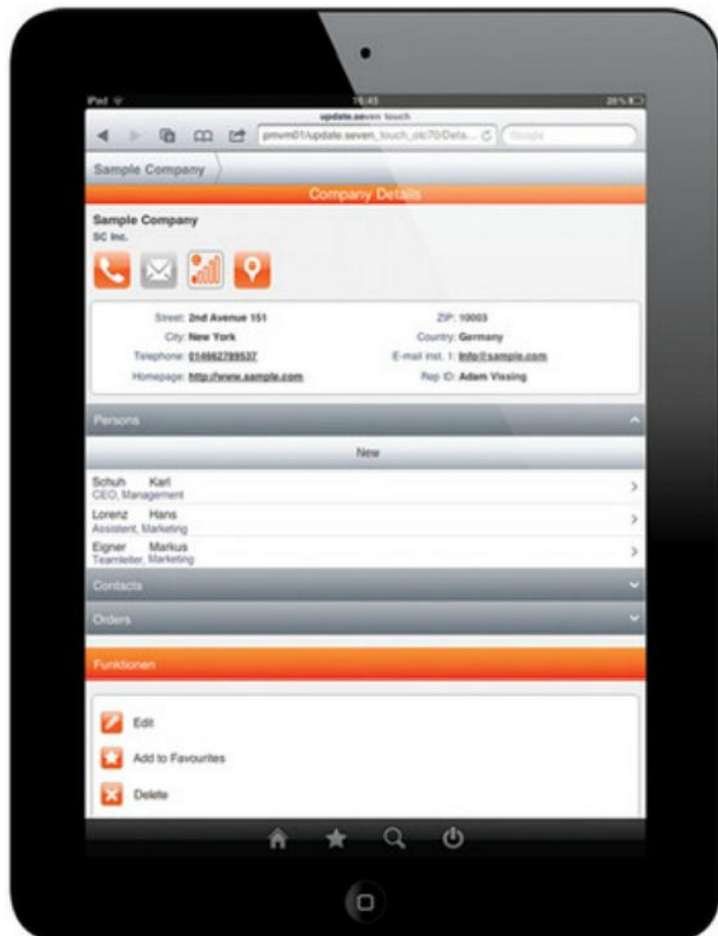 iPod 15:45 26 %
update.seven touch
pmvm01/update.seven_touch_olc70/Deta... Google
Sample Company
Company Details
Sample Company
SC Inc.
Street: 2nd Avenue 151 ZIP: 10003
City: New York Country: Germany
Telephone: 014662789537 E-mail inst. 1: Info@sample.com
Homepage: http://www.sample.com Rep ID: Adam Vissing
Persons
New
Schuh Karl
CEO, Management
Lorenz Hans
Assistent, Marketing
Eigner Markus
Teamleiter, Marketing
Contacts
Orders
Funktionen
Edit
Add to Favourites
Delete